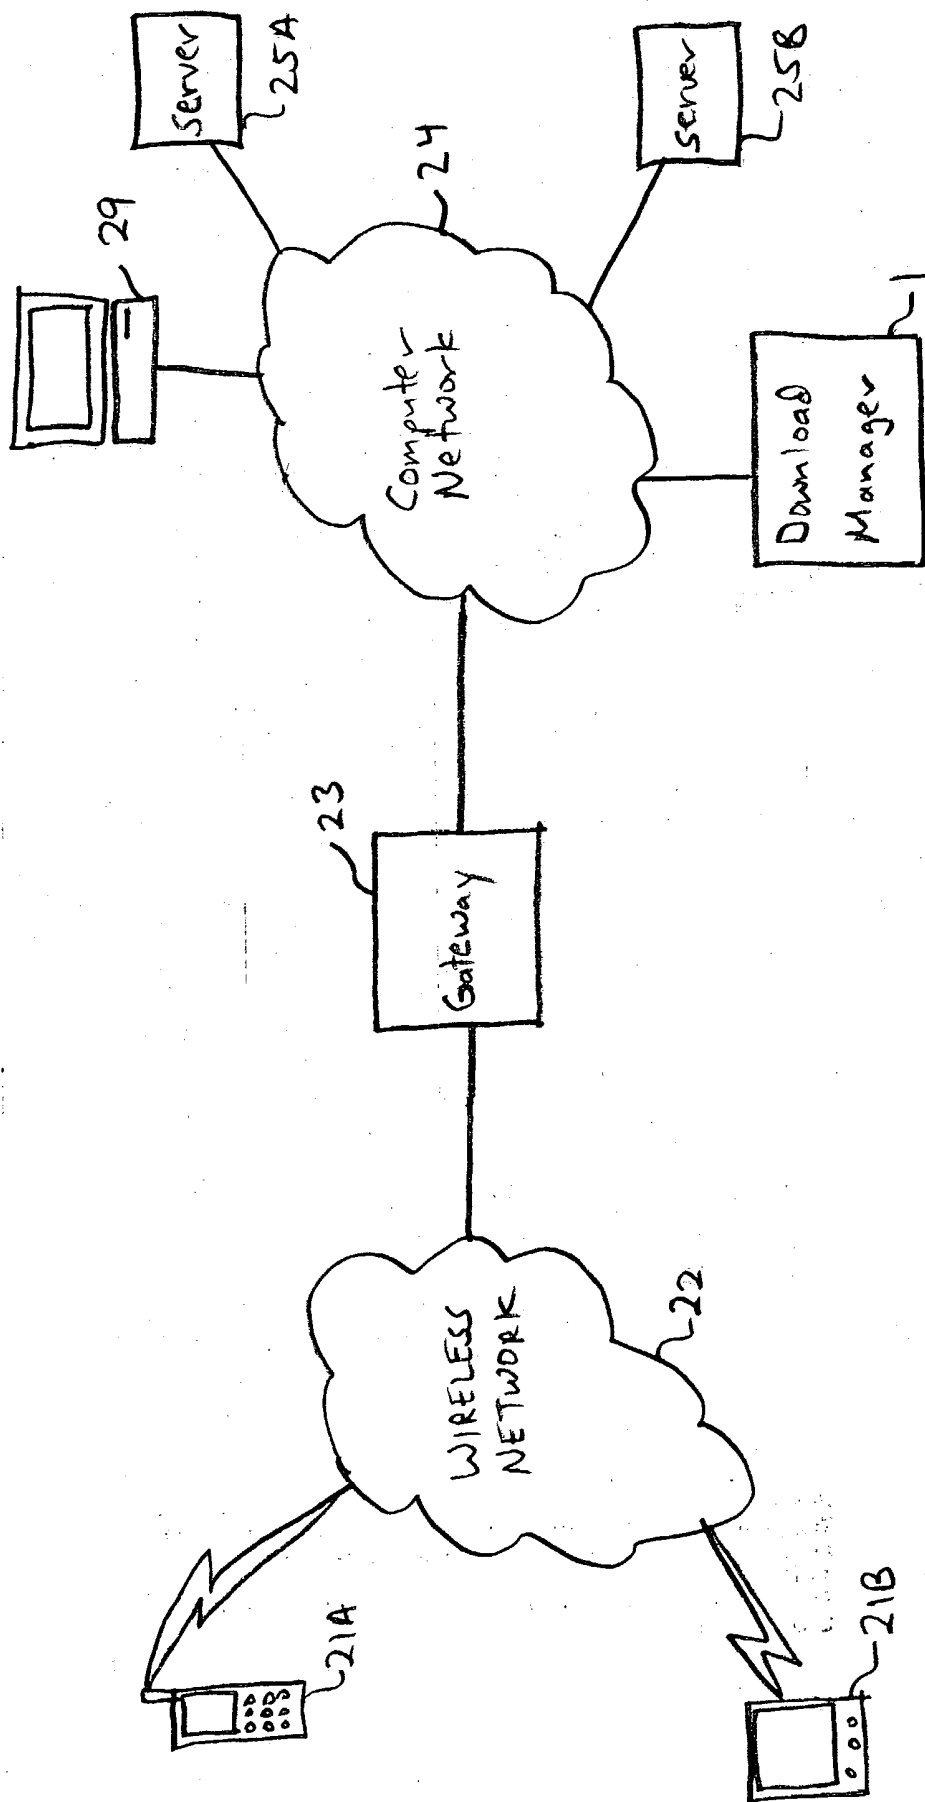 21A
21B
WIRELESS
NETWORK
22
Gateway
23
Computer
Network
24
29
Server
25A
Server
25B
Download
Manager
1